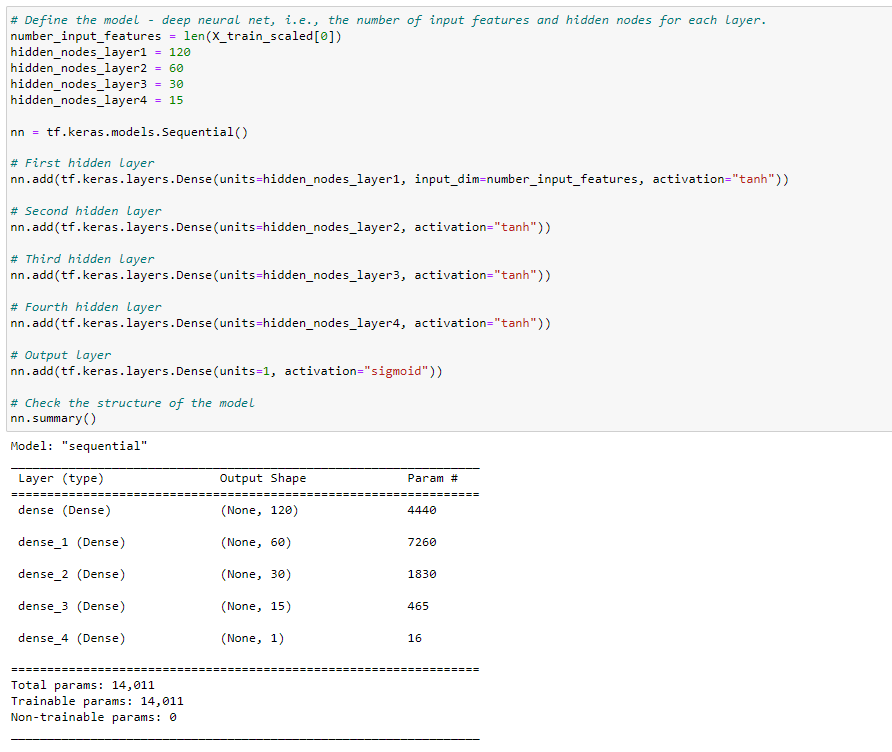 # Define the model - deep neural net, i.e., the number of input features and hidden nodes for each layer.
number_input_features = len(X_train_scaled[0])
hidden_nodes_layer1 = 120
hidden_nodes_layer2 = 60
hidden_nodes_layer3 = 30
hidden_nodes_layer4 = 15
nn = tf.keras.models.Sequential()
# First hidden layer
nn.add(tf.keras.layers.Dense(units=hidden_nodes_layer1, input_dim=number_input_features, activation="tanh"))
# Second hidden layer
nn.add(tf.keras.layers.Dense(units=hidden_nodes_layer2, activation="tanh"))
# Third hidden layer
nn.add(tf.keras.layers.Dense(units=hidden_nodes_layer3, activation="tanh"))
# Fourth hidden layer
nn.add(tf.keras.layers.Dense(units=hidden_nodes_layer4, activation="tanh"))
# Output layer
nn.add(tf.keras.layers.Dense(units=1, activation="sigmoid"))
# Check the structure of the model
nn.summary()
Model: "sequential"
_________________________________________________________________
Layer (type) Output Shape Param #
=================================================================
dense (Dense) (None, 120) 4440
dense_1 (Dense) (None, 60) 7260
dense_2 (Dense) (None, 30) 1830
dense_3 (Dense) (None, 15) 465
dense_4 (Dense) (None, 1) 16
=================================================================
Total params: 14,011
Trainable params: 14,011
Non-trainable params: 0
_________________________________________________________________